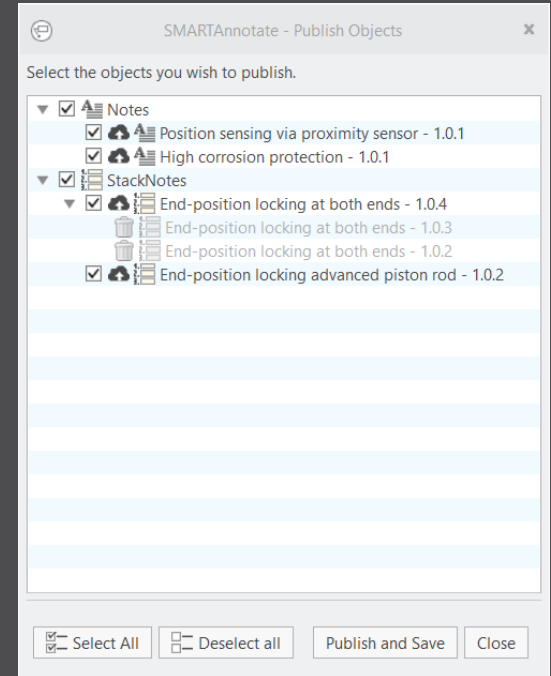 SMARTAnnotate - Publish Objects
Select the objects you wish to publish.
Notes
Position sensing via proximity sensor - 1.0.1
High corrosion protection - 1.0.1
StackNotes
End-position locking at both ends - 1.0.4
End-position locking at both ends - 1.0.3
End-position locking at both ends - 1.0.2
End-position locking advanced piston rod - 1.0.2
Select All Deselect all Publish and Save Close